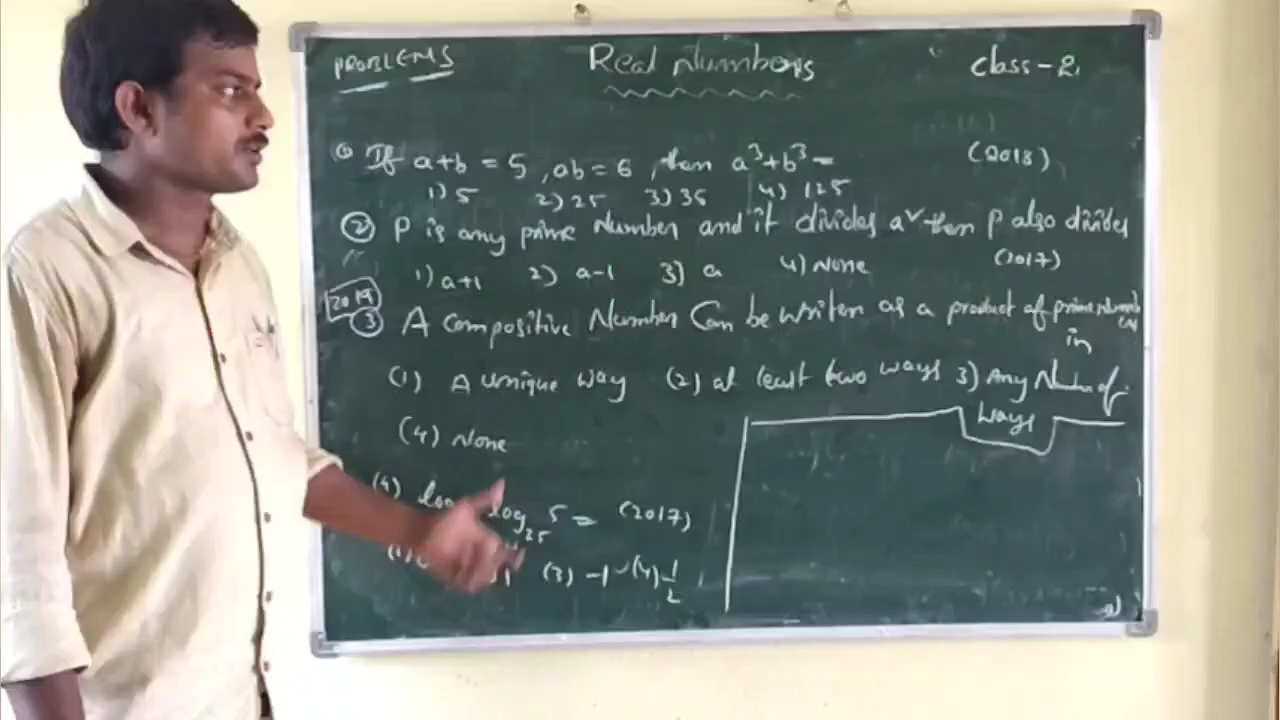 PROBLEMS Real Numbers Class-2
① If a+b = 5, ab = 6, then a³+b³ = (2018)
1) 5 2) 25 3) 35 4) 125
② P is any prime Number and it divides a² then p also divides
1) a+1 2) a-1 3) a 4) None (2017)
2019
③ A compositive Number Can be writen as a product of prime
in
(1) A unique way (2) at least two ways 3) Any Number of
ways
(4) None
(4) log log 5 = (2017)
25
(3) -1 (4) 1/2